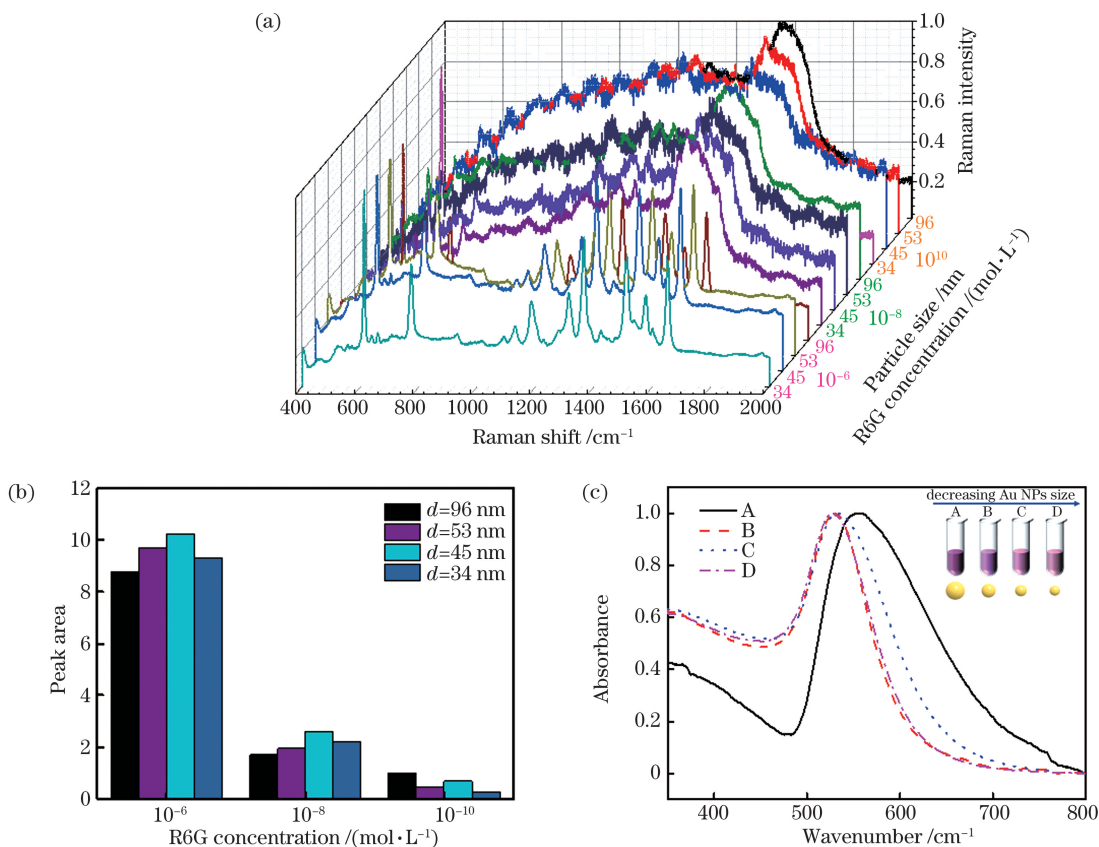 (a)
1.0
0.8
0.6
0.4
0.2
Raman intensity
96
53
45 10¹⁰
34
96
53
45 10⁻⁸
34
96
53
45 10⁻⁶
34
Particle size /nm
R6G concentration /(mol·L⁻¹)
400 600 800 1000 1200 1400 1600 1800 2000
Raman shift /cm⁻¹
(b)
12
10
8
6
4
2
0
Peak area
d=96 nm
d=53 nm
d=45 nm
d=34 nm
10⁻⁶ 10⁻⁸ 10⁻¹⁰
R6G concentration /(mol·L⁻¹)
(c)
1.0
0.8
0.6
0.4
0.2
0
Absorbance
A
B
C
D
decreasing Au NPs size
A B C D
400 500 600 700 800
Wavenumber /cm⁻¹